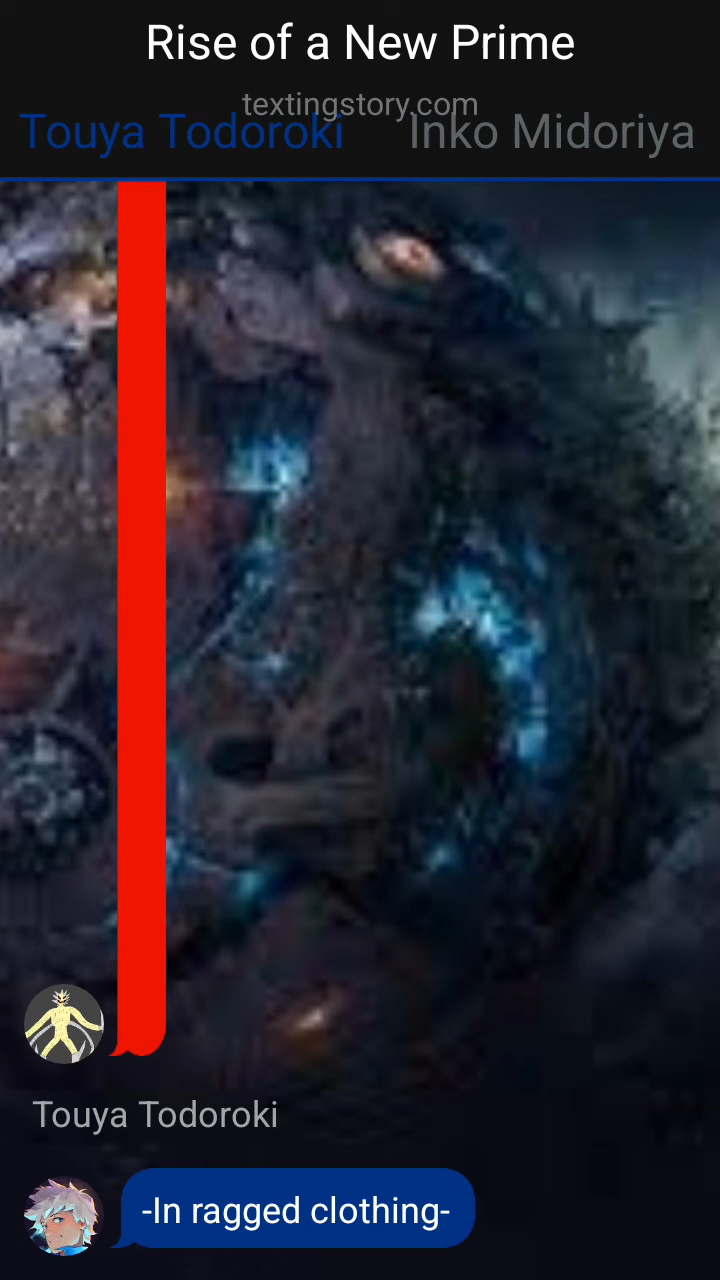 Rise of a New Prime
textingstory.com
Touya Todoroki Inko Midoriya
Touya Todoroki
-In ragged clothing-